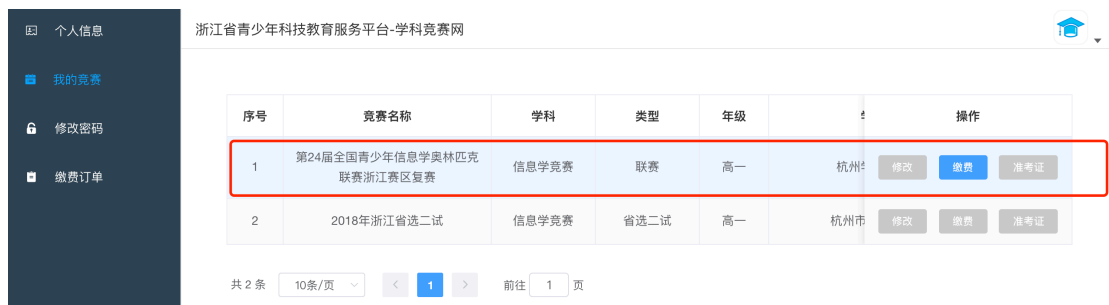 个人信息
浙江省青少年科技教育服务平台-学科竞赛网
我的竞赛
修改密码
缴费订单
序号 竞赛名称 学科 类型 年级 操作
1 第24届全国青少年信息学奥林匹克 信息学竞赛 联赛 高一 杭州 修改 缴费 准考证
联赛浙江赛区复赛
2 2018年浙江省选二试 信息学竞赛 省选二试 高一 杭州市 修改 缴费 准考证
共 2 条 10条/页 < 1 > 前往 1 页